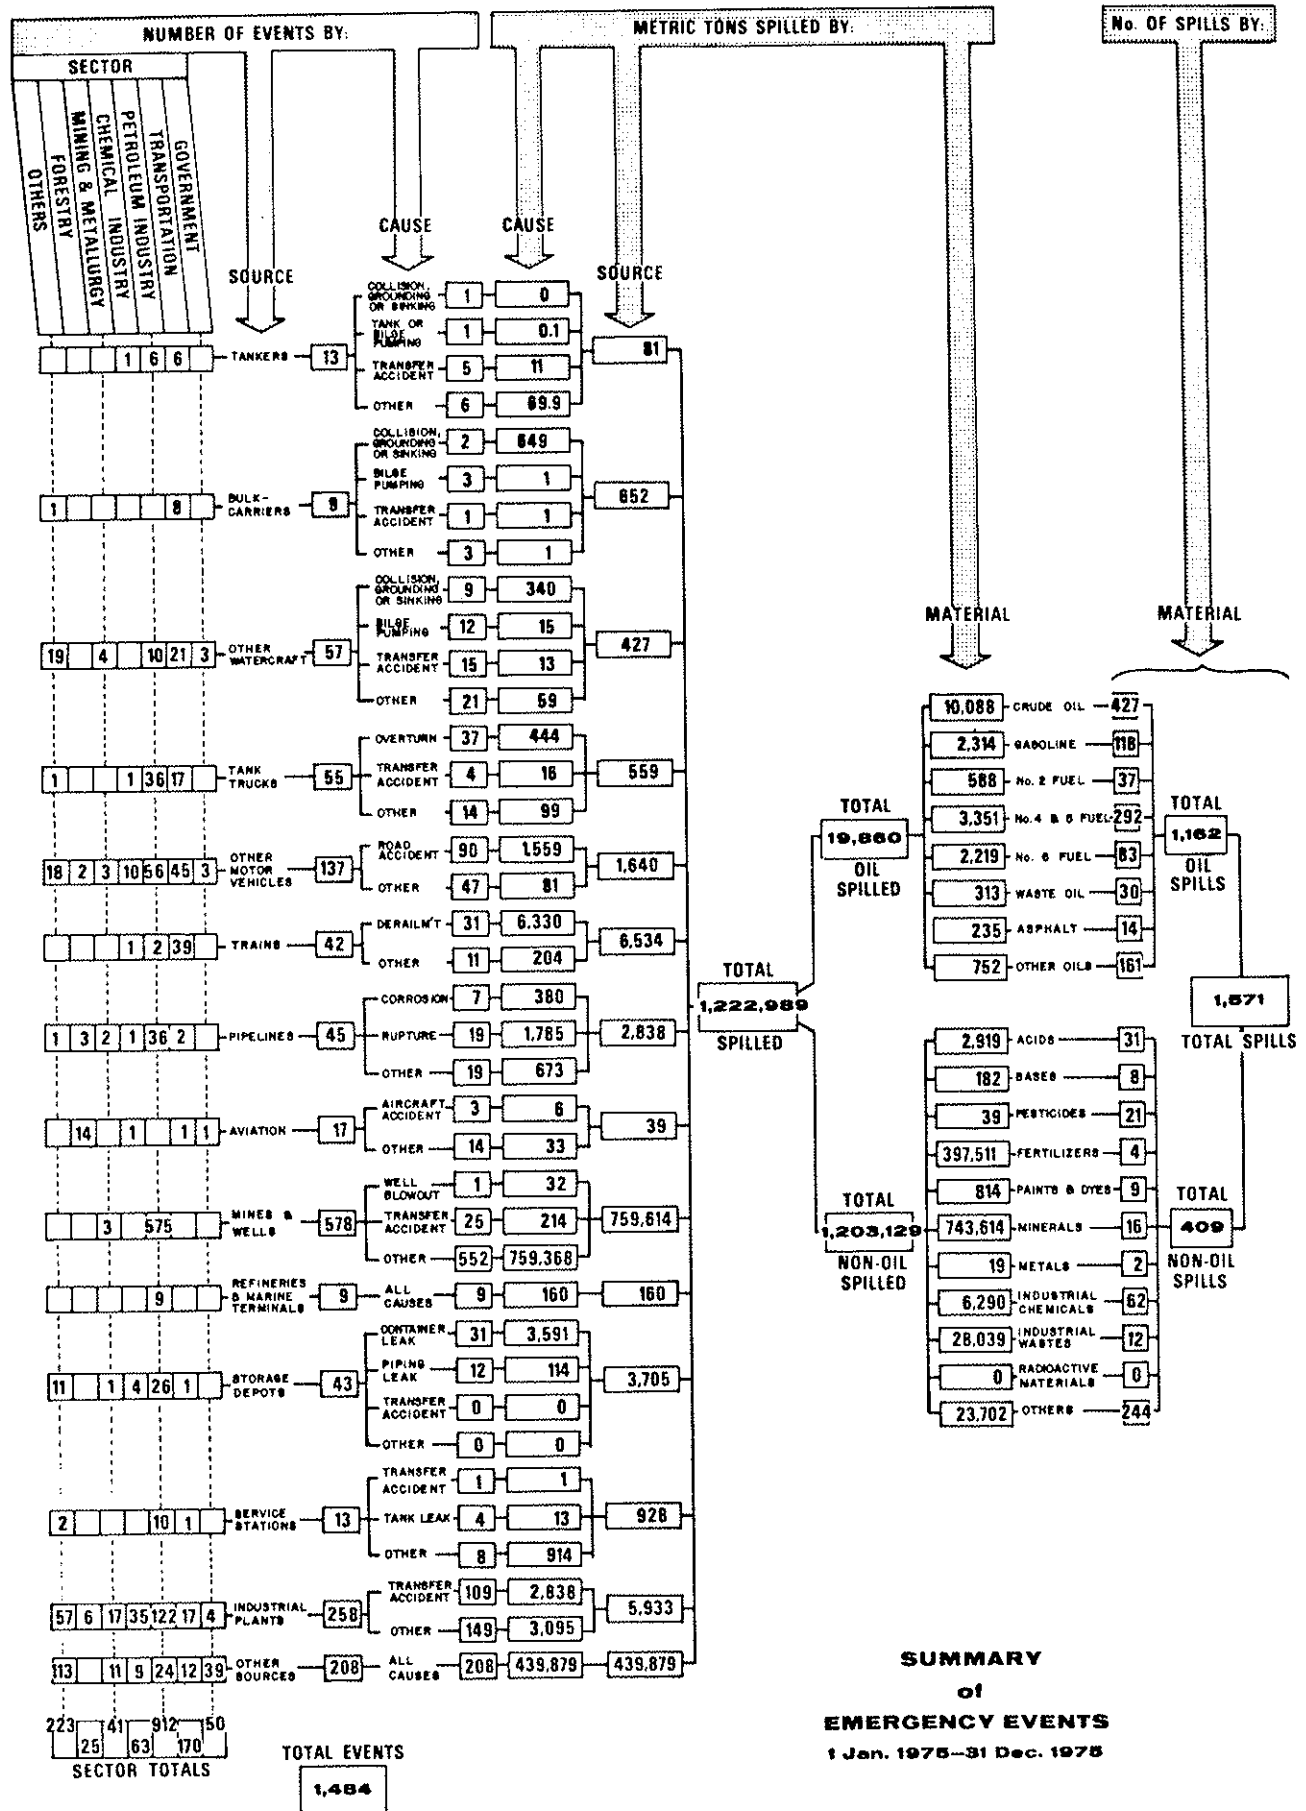 NUMBER OF EVENTS BY:
METRIC TONS SPILLED BY:
No. OF SPILLS BY:
SECTOR
OTHERS
FORESTRY
MINING & METALLURGY
CHEMICAL INDUSTRY
PETROLEUM INDUSTRY
TRANSPORTATION
GOVERNMENT
SOURCE
CAUSE
CAUSE
SOURCE
MATERIAL
MATERIAL
COLLISION, GROUNDING OR SINKING 1 0
TANK OR BILGE PUMPING 1 0.1
1 6 6 TANKERS 13 81
TRANSFER ACCIDENT 5 11
OTHER 6 69.9
COLLISION, GROUNDING OR SINKING 2 649
BILGE PUMPING 3 1
1 8 BULK-CARRIERS 9 652
TRANSFER ACCIDENT 1 1
OTHER 3 1
COLLISION, GROUNDING OR SINKING 9 340
BILGE PUMPING 12 15
19 4 10 21 3 OTHER WATERCRAFT 57 427
TRANSFER ACCIDENT 15 13
OTHER 21 59
OVERTURN 37 444
1 1 36 17 TANK TRUCKS 55 559
TRANSFER ACCIDENT 4 16
OTHER 14 99
ROAD ACCIDENT 90 1,559
18 2 3 10 56 45 3 OTHER MOTOR VEHICLES 137 1,640
OTHER 47 81
DERAILM'T 31 6,330
1 2 39 TRAINS 42 6,534
OTHER 11 204
CORROSION 7 380
1 3 2 1 36 2 PIPELINES 45 RUPTURE 19 1,785 2,838
OTHER 19 673
AIRCRAFT ACCIDENT 3 6
14 1 1 1 AVIATION 17 39
OTHER 14 33
WELL BLOWOUT 1 32
3 575 MINES & WELLS 578 TRANSFER ACCIDENT 25 214 759,614
OTHER 552 759,368
9 REFINERIES & MARINE TERMINALS 9 ALL CAUSES 9 160 160
CONTAINER LEAK 31 3,591
PIPING LEAK 12 114
11 1 4 26 1 STORAGE DEPOTS 43 3,705
TRANSFER ACCIDENT 0 0
OTHER 0 0
TRANSFER ACCIDENT 1 1
2 10 1 SERVICE STATIONS 13 TANK LEAK 4 13 928
OTHER 8 914
TRANSFER ACCIDENT 109 2,838
57 6 17 35 122 17 4 INDUSTRIAL PLANTS 258 5,933
OTHER 149 3,095
113 11 9 24 12 39 OTHER SOURCES 208 ALL CAUSES 208 439,879 439,879
223 25 41 63 912 170 50
SECTOR TOTALS
TOTAL EVENTS
1,484
TOTAL
1,222,989
SPILLED
TOTAL
19,860
OIL SPILLED
10,088 CRUDE OIL 427
2,314 GASOLINE 118
588 No. 2 FUEL 37
3,351 No. 4 & 5 FUEL 292
2,219 No. 6 FUEL 83
313 WASTE OIL 30
235 ASPHALT 14
752 OTHER OILS 161
TOTAL
1,162
OIL SPILLS
1,571
TOTAL SPILLS
TOTAL
1,203,129
NON-OIL SPILLED
2,919 ACIDS 31
182 BASES 8
39 PESTICIDES 21
397,511 FERTILIZERS 4
814 PAINTS & DYES 9
743,614 MINERALS 16
19 METALS 2
6,290 INDUSTRIAL CHEMICALS 62
28,039 INDUSTRIAL WASTES 12
0 RADIOACTIVE MATERIALS 0
23,702 OTHERS 244
TOTAL
409
NON-OIL SPILLS
SUMMARY
of
EMERGENCY EVENTS
1 Jan. 1975–31 Dec. 1975